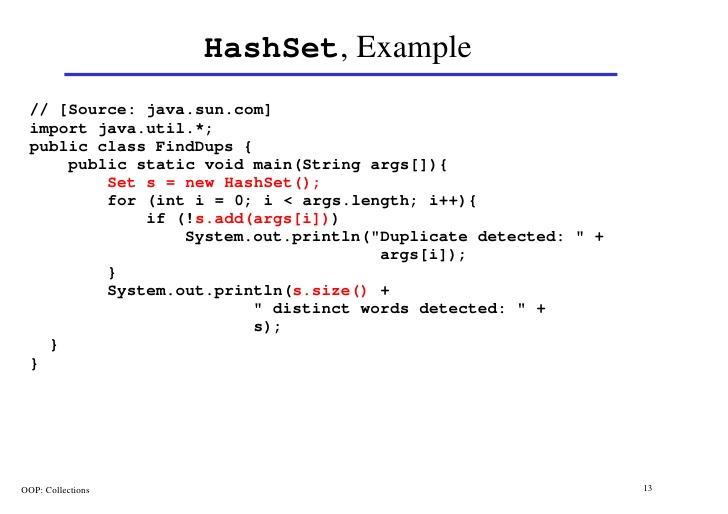 HashSet, Example
// [Source: java.sun.com]
import java.util.*;
public class FindDups {
    public static void main(String args[]){
        Set s = new HashSet();
        for (int i = 0; i < args.length; i++){
            if (!s.add(args[i]))
                System.out.println("Duplicate detected: " +
                                    args[i]);
        }
        System.out.println(s.size() +
                       " distinct words detected: " +
                       s);
  }
}
OOP: Collections
13